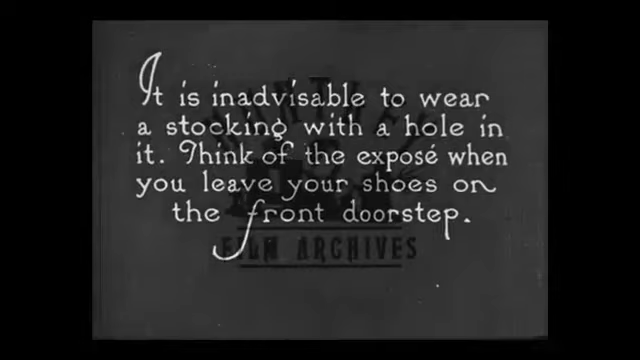 It is inadvisable to wear
a stocking with a hole in
it. Think of the exposé when
you leave your shoes on
the front doorstep.
FILM ARCHIVES